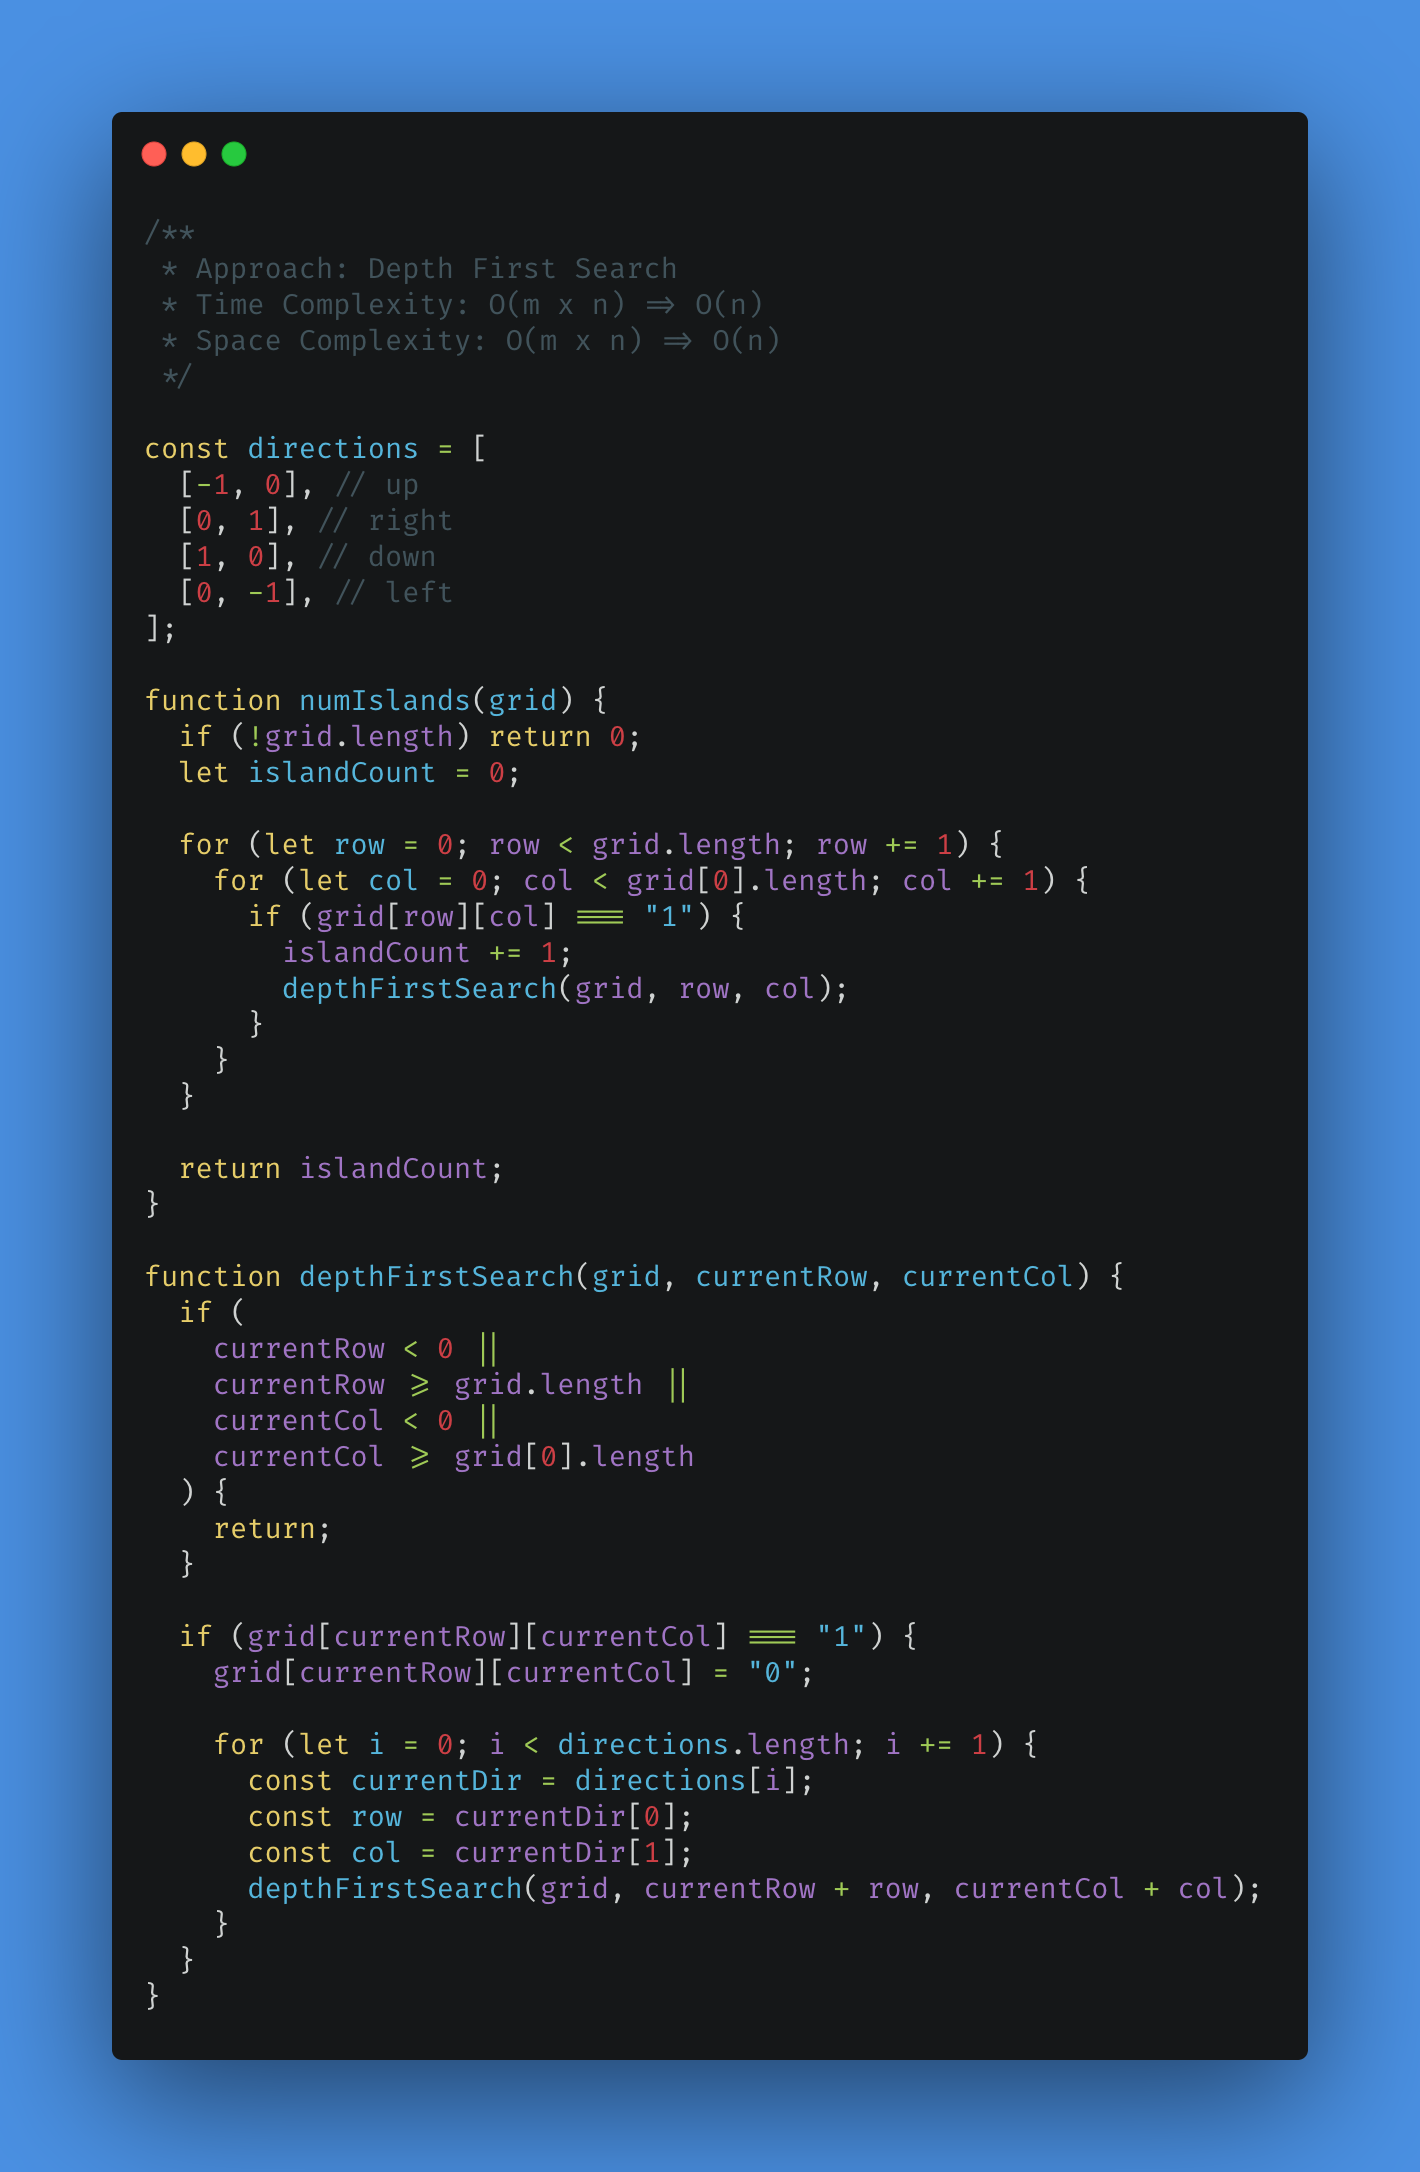 /**
 * Approach: Depth First Search
 * Time Complexity: O(m x n) => O(n)
 * Space Complexity: O(m x n) => O(n)
 */

const directions = [
  [-1, 0], // up
  [0, 1], // right
  [1, 0], // down
  [0, -1], // left
];

function numIslands(grid) {
  if (!grid.length) return 0;
  let islandCount = 0;

  for (let row = 0; row < grid.length; row += 1) {
    for (let col = 0; col < grid[0].length; col += 1) {
      if (grid[row][col] === "1") {
        islandCount += 1;
        depthFirstSearch(grid, row, col);
      }
    }
  }

  return islandCount;
}

function depthFirstSearch(grid, currentRow, currentCol) {
  if (
    currentRow < 0 ||
    currentRow >= grid.length ||
    currentCol < 0 ||
    currentCol >= grid[0].length
  ) {
    return;
  }

  if (grid[currentRow][currentCol] === "1") {
    grid[currentRow][currentCol] = "0";

    for (let i = 0; i < directions.length; i += 1) {
      const currentDir = directions[i];
      const row = currentDir[0];
      const col = currentDir[1];
      depthFirstSearch(grid, currentRow + row, currentCol + col);
    }
  }
}